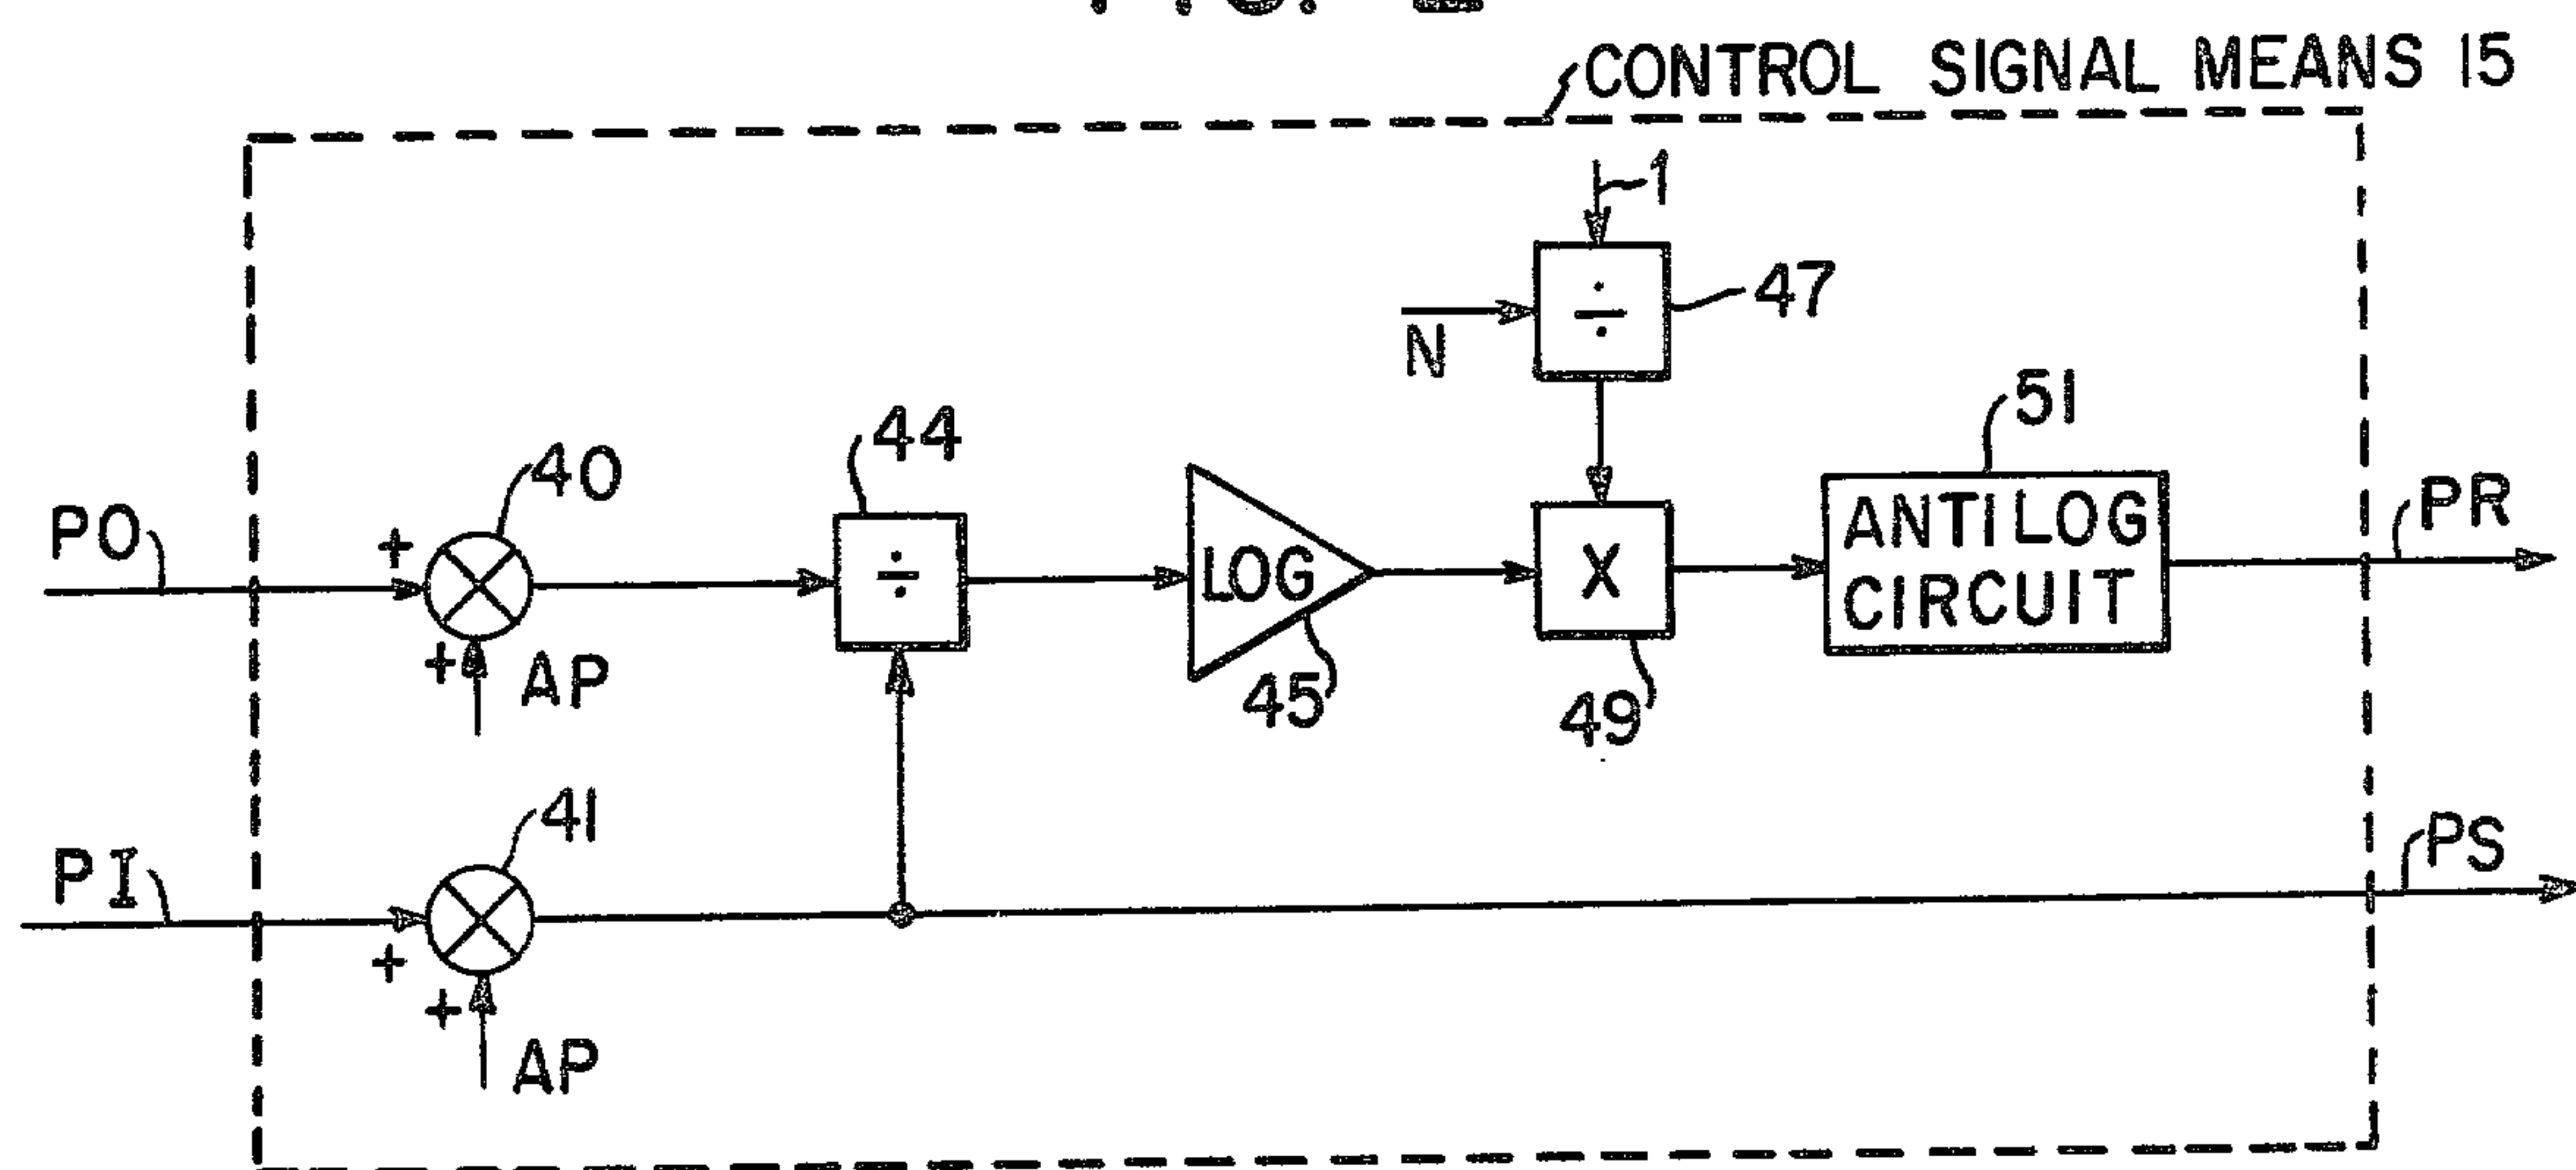 CONTROL SIGNAL MEANS 15
1
÷
47
N
51
44
40
PO
+
÷
LOG
X
ANTILOG
CIRCUIT
PR
+
AP
45
49
41
PI
PS
+
+
AP